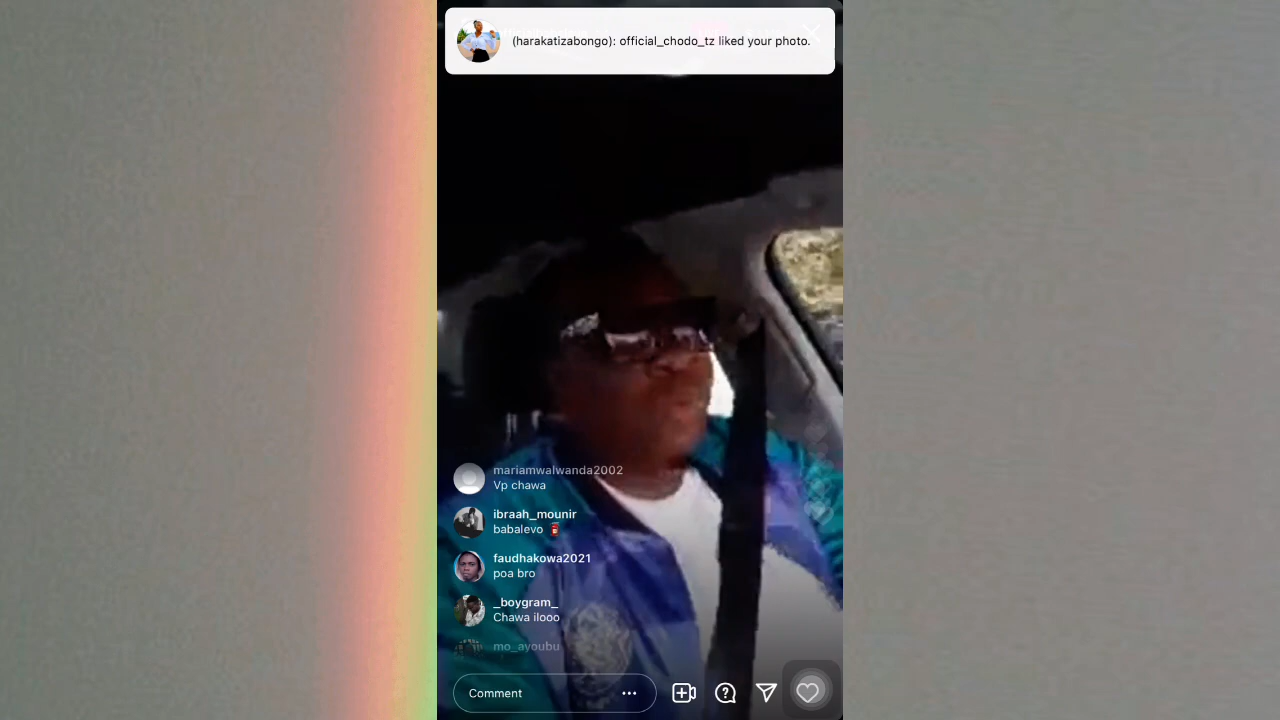 (harakatizabongo): official_chodo_tz liked your photo.
mariamwalwanda2002
Vp chawa
ibraah_mounir
babalevo
faudhakowa2021
poa bro
_boygram_
Chawa ilooo
mo_ayoubu
Comment